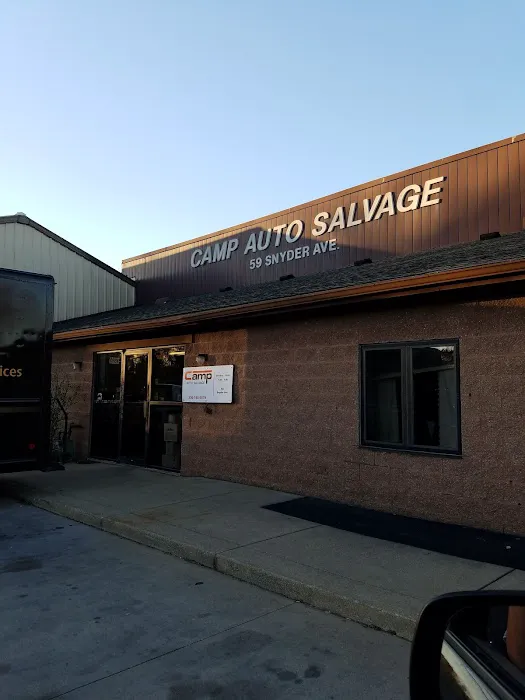 CAMP AUTO SALVAGE
59 SNYDER AVE.
ices
Camp